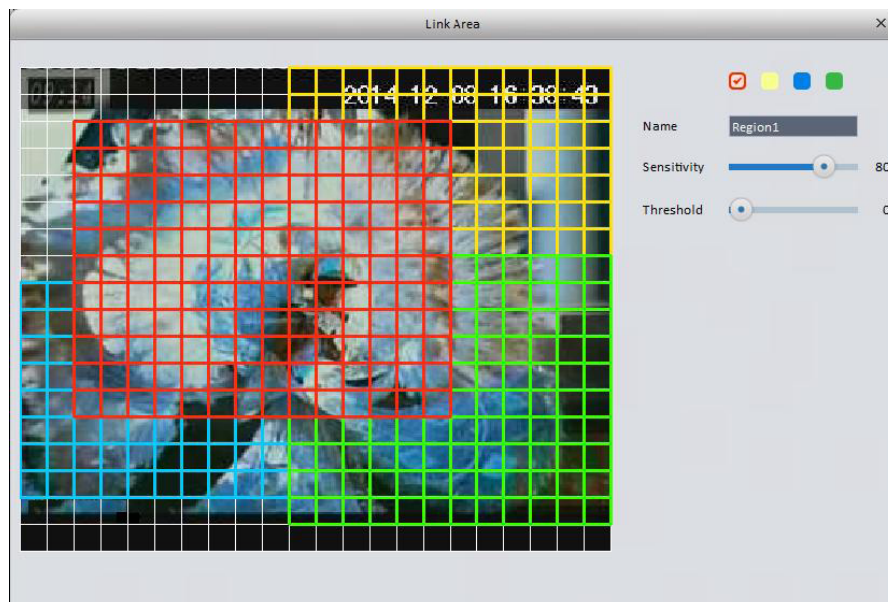 Link Area
2014-12-08 16:38:43
Name Region1
Sensitivity 80
Threshold 0